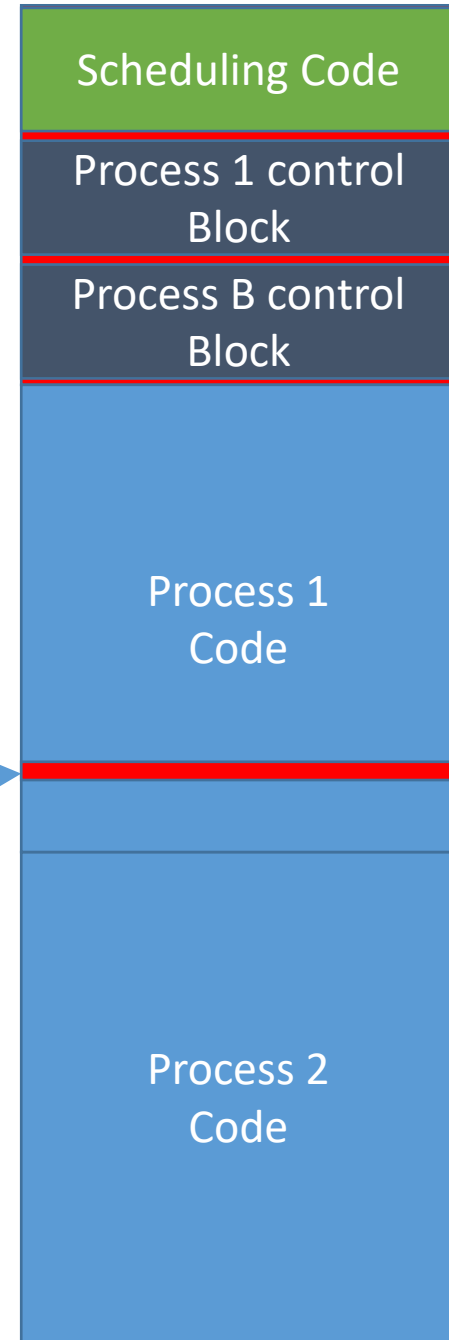 Scheduling Code
Process 1 control
Block
Process B control
Block
Process 1
Code
Process 2
Code